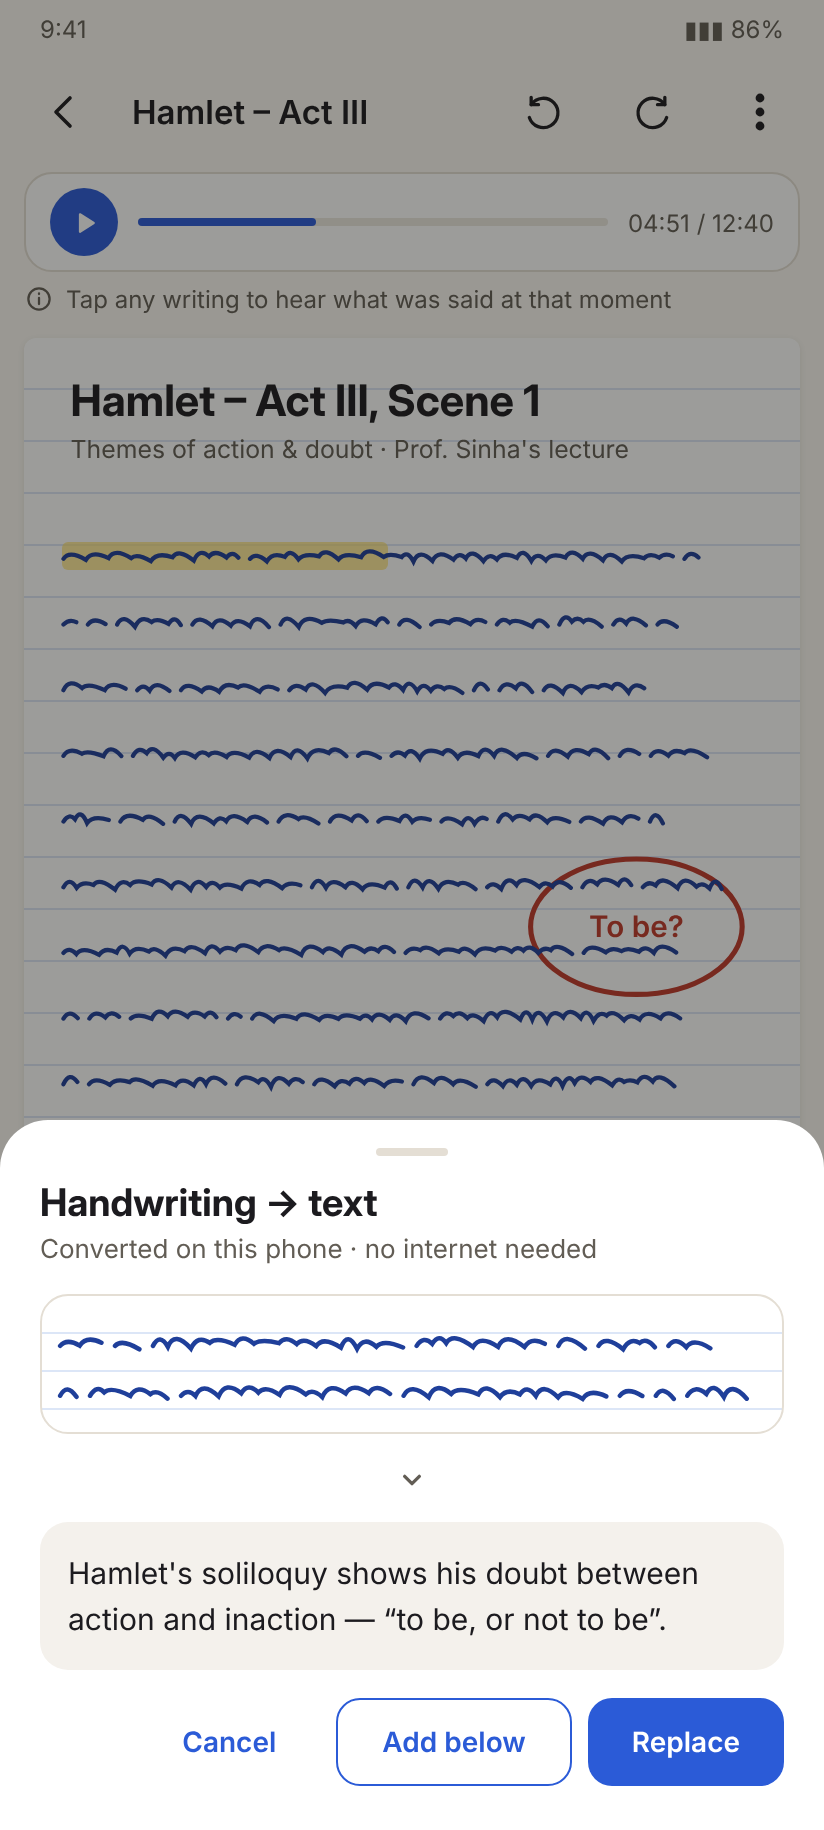 9:41
86%
Hamlet – Act III
04:51 / 12:40
Tap any writing to hear what was said at that moment
Hamlet – Act III, Scene 1
Themes of action & doubt · Prof. Sinha's lecture
To be?
Handwriting → text
Converted on this phone · no internet needed
Hamlet's soliloquy shows his doubt between
action and inaction — “to be, or not to be”.
Cancel
Add below
Replace